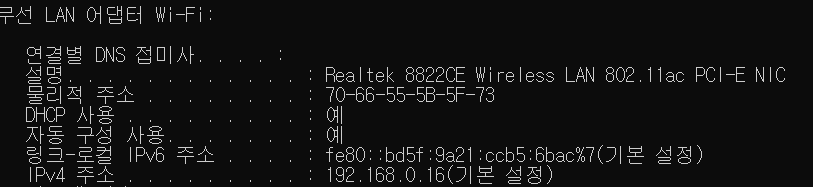 무선 LAN 어댑터 Wi-Fi:
연결별 DNS 접미사. . . . :
설명. . . . . . . . . . . . : Realtek 8822CE Wireless LAN 802.11ac PCI-E NIC
물리적 주소 . . . . . . . . : 70-66-55-5B-5F-73
DHCP 사용 . . . . . . . . . : 예
자동 구성 사용. . . . . . . : 예
링크-로컬 IPv6 주소 . . . . : fe80::bd5f:9a21:ccb5:6bac%7(기본 설정)
IPv4 주소 . . . . . . . . . : 192.168.0.16(기본 설정)